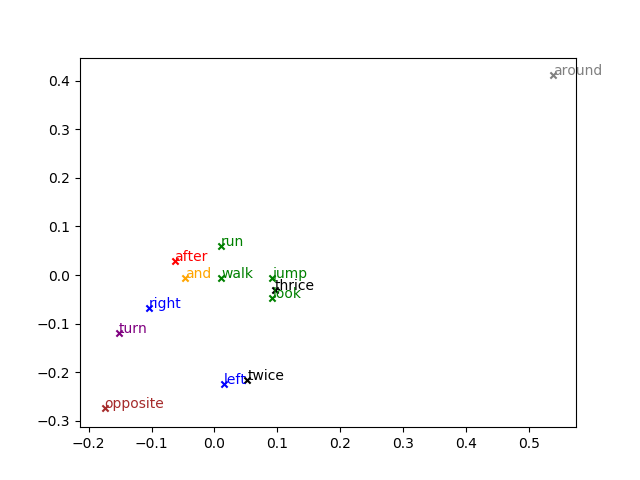 around
0.4
0.3
0.2
0.1
run
after
0.0
and
walk
jump
thrice
look
right
−0.1
turn
−0.2
left
twice
opposite
−0.3
−0.2 −0.1 0.0 0.1 0.2 0.3 0.4 0.5